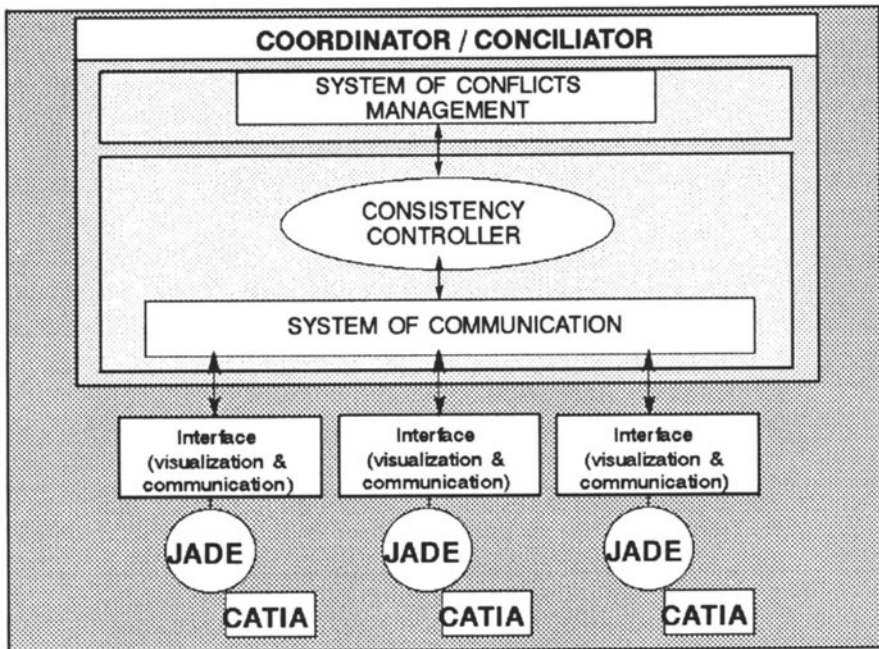 COORDINATOR / CONCILIATOR
SYSTEM OF CONFLICTS
MANAGEMENT
CONSISTENCY
CONTROLLER
SYSTEM OF COMMUNICATION
Interface
(visualization &
communication)
Interface
(visualization &
communication)
Interface
(visualization &
communication)
JADE
JADE
JADE
CATIA
CATIA
CATIA